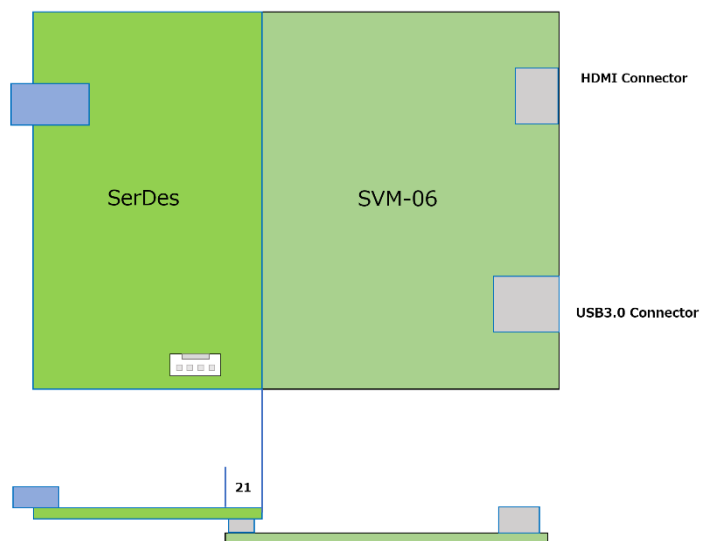 HDMI Connector
SerDes
SVM-06
USB3.0 Connector
21